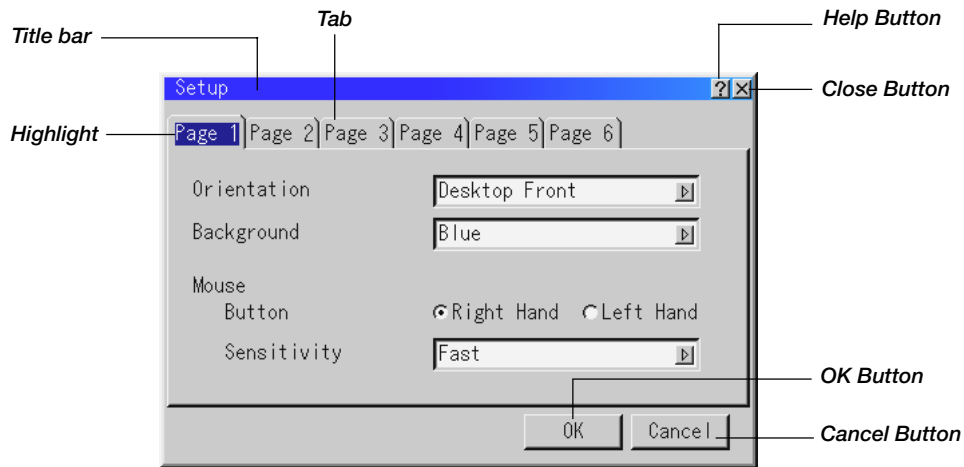 Tab
Help Button
Title bar
Setup
?
Close Button
Highlight
Page 1 Page 2 Page 3 Page 4 Page 5 Page 6
Orientation Desktop Front
Background Blue
Mouse
Button Right Hand Left Hand
Sensitivity Fast
OK Button
OK Cancel
Cancel Button